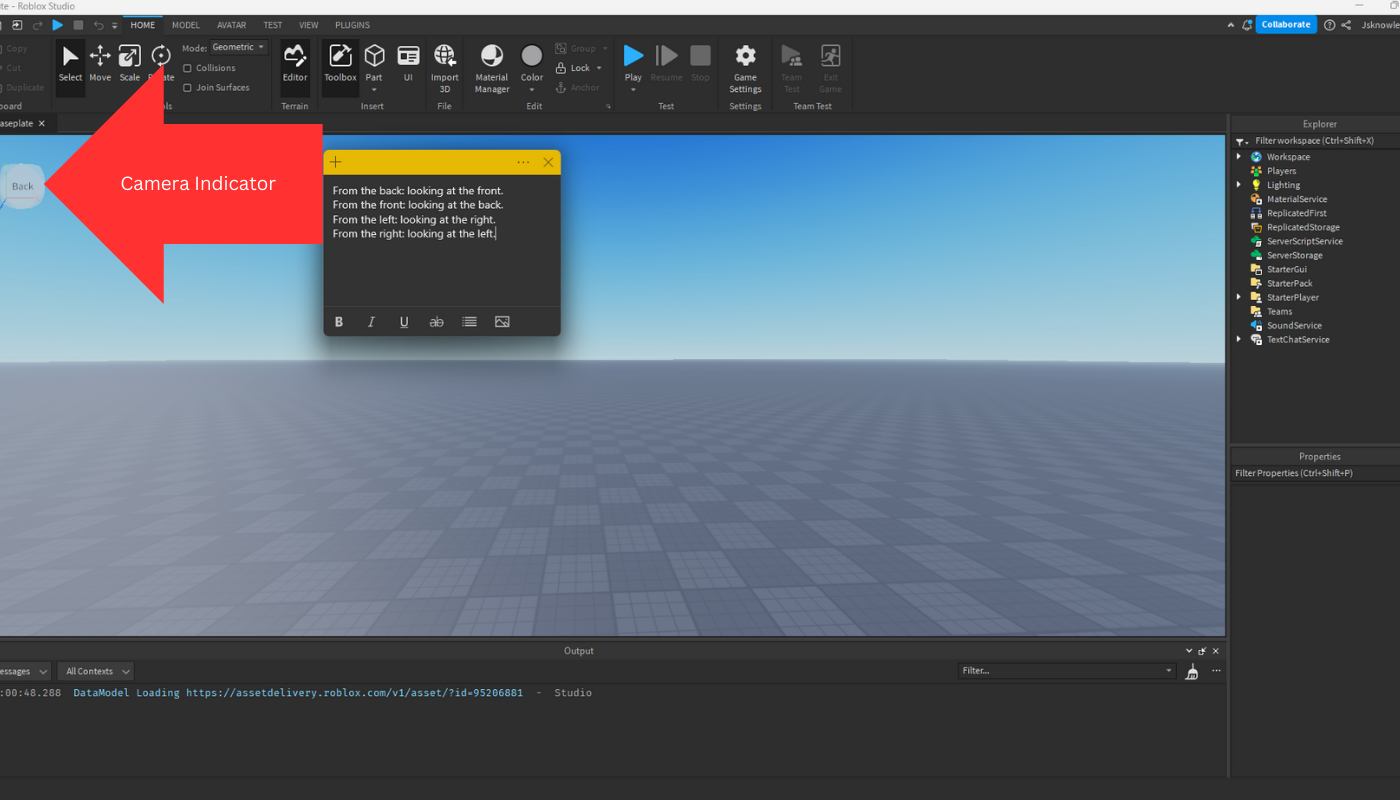 te - Roblox Studio
HOME MODEL AVATAR TEST VIEW PLUGINS
Collaborate
Jsknowle
Copy
Cut
Duplicate
board
Select Move Scale
Mode: Geometric
Collisions
Join Surfaces
ls
Editor
Terrain
Toolbox Part UI
Insert
Import
3D
File
Material
Manager
Color
Group
Lock
Anchor
Edit
Play Resume Stop
Test
Game
Settings
Settings
Team
Test
Exit
Game
Team Test
aseplate
Back
Camera Indicator
From the back: looking at the front.
From the front: looking at the back.
From the left: looking at the right.
From the right: looking at the left.
B I U ab
Explorer
Filter workspace (Ctrl+Shift+X)
Workspace
Players
Lighting
MaterialService
ReplicatedFirst
ReplicatedStorage
ServerScriptService
ServerStorage
StarterGui
StarterPack
StarterPlayer
Teams
SoundService
TextChatService
Properties
Filter Properties (Ctrl+Shift+P)
Output
essages All Contexts
Filter...
:00:48.288 DataModel Loading https://assetdelivery.roblox.com/v1/asset/?id=95206881 - Studio